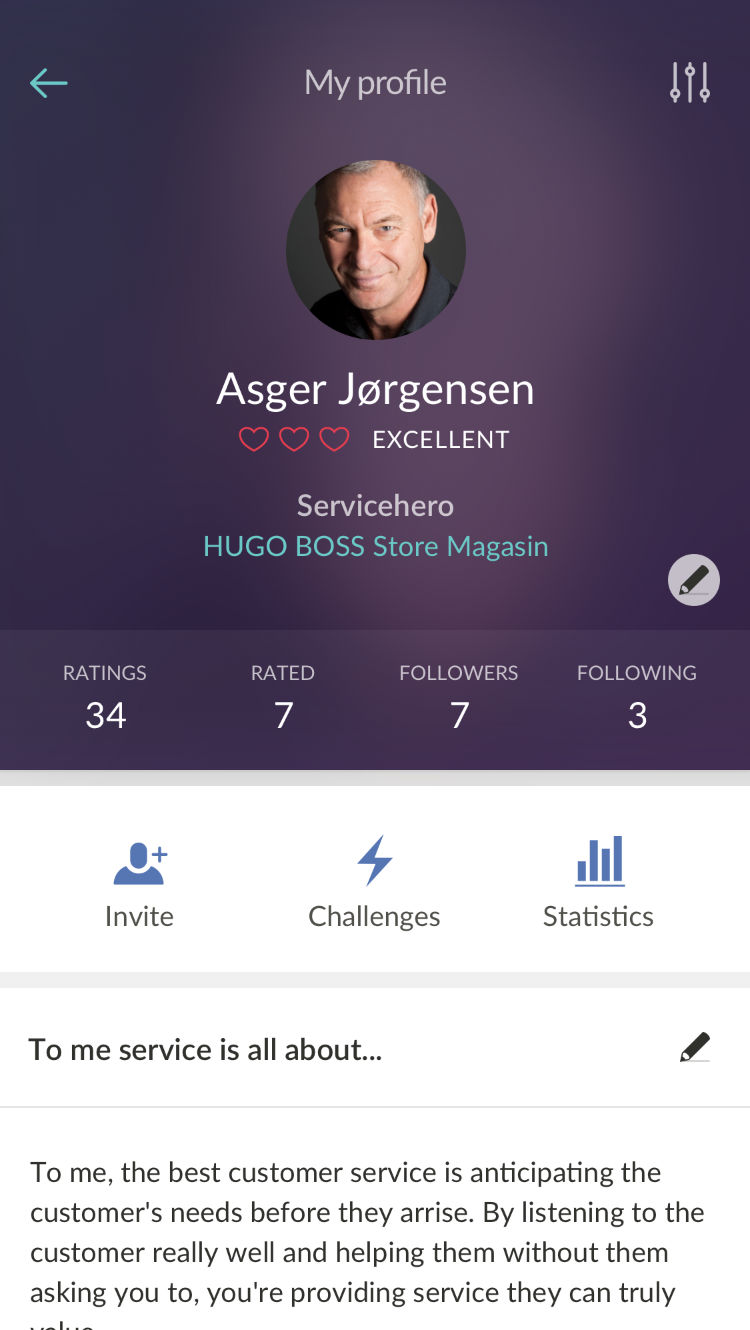 My profile
Asger Jørgensen
EXCELLENT
Servicehero
HUGO BOSS Store Magasin
RATINGS RATED FOLLOWERS FOLLOWING
34 7 7 3
Invite Challenges Statistics
To me service is all about...
To me, the best customer service is anticipating the
customer's needs before they arrise. By listening to the
customer really well and helping them without them
asking you to, you're providing service they can truly